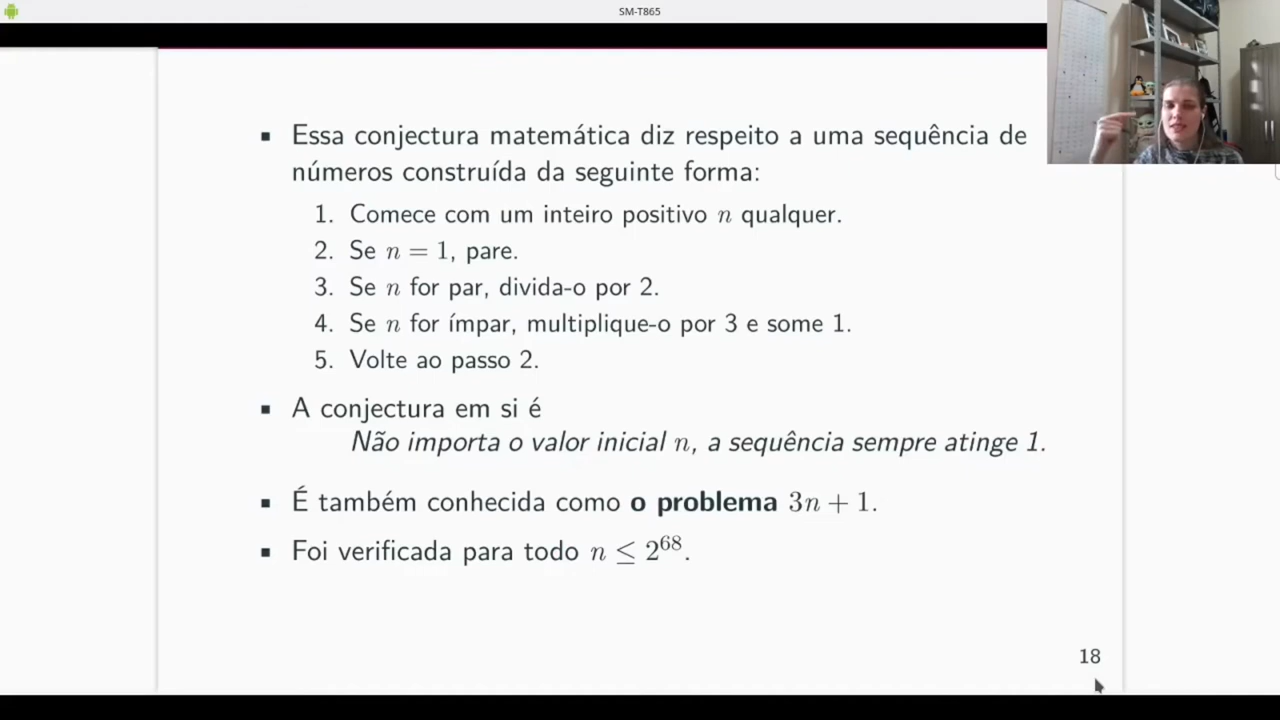 SM-T865
▪ Essa conjectura matemática diz respeito a uma sequência de
números construída da seguinte forma:
1. Comece com um inteiro positivo n qualquer.
2. Se n = 1, pare.
3. Se n for par, divida-o por 2.
4. Se n for ímpar, multiplique-o por 3 e some 1.
5. Volte ao passo 2.
▪ A conjectura em si é
Não importa o valor inicial n, a sequência sempre atinge 1.
▪ É também conhecida como o problema 3n + 1.
▪ Foi verificada para todo n ≤ 2^68.
18